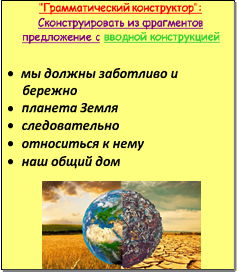 "Грамматический конструктор":
Сконструировать из фрагментов
предложение с вводной конструкцией
• мы должны заботливо и
бережно
• планета Земля
• следовательно
• относиться к нему
• наш общий дом